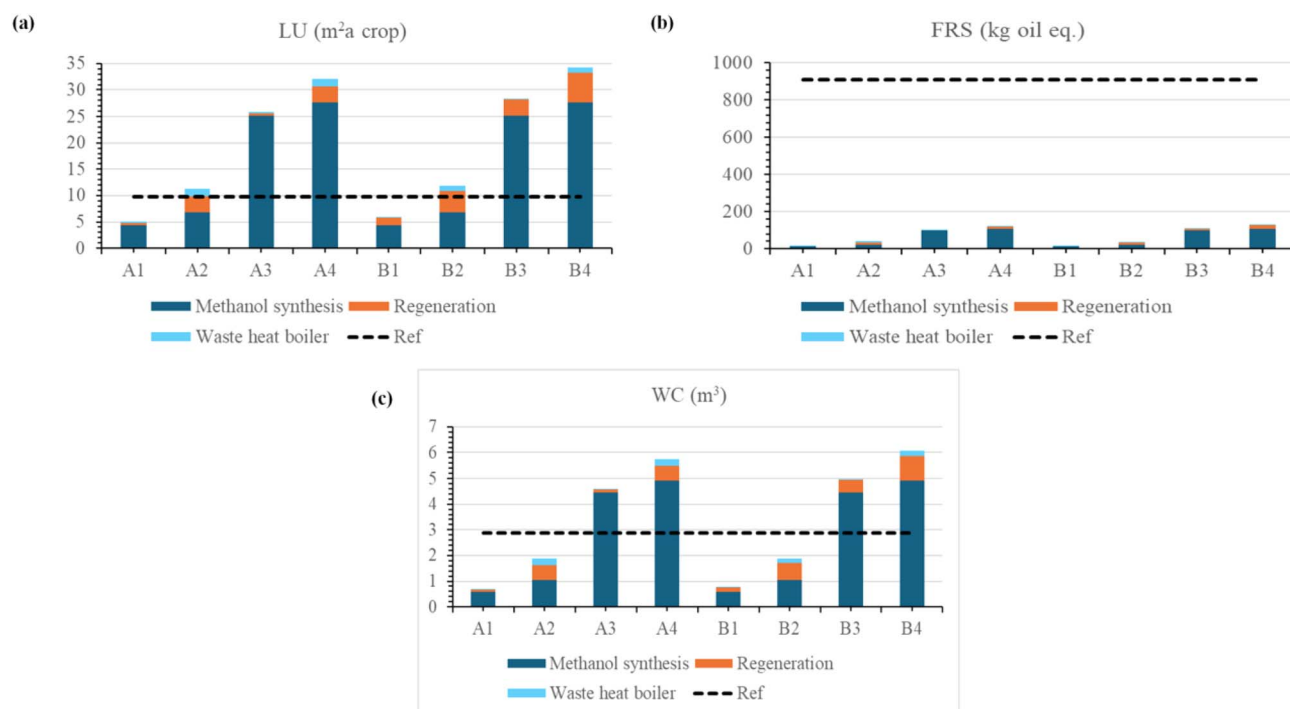 (a)
LU (m²a crop)
35
30
25
20
15
10
5
0
A1 A2 A3 A4 B1 B2 B3 B4
Methanol synthesis Regeneration
Waste heat boiler Ref
(b)
FRS (kg oil eq.)
1000
800
600
400
200
0
A1 A2 A3 A4 B1 B2 B3 B4
Methanol synthesis Regeneration
Waste heat boiler Ref
(c)
WC (m³)
7
6
5
4
3
2
1
0
A1 A2 A3 A4 B1 B2 B3 B4
Methanol synthesis Regeneration
Waste heat boiler Ref